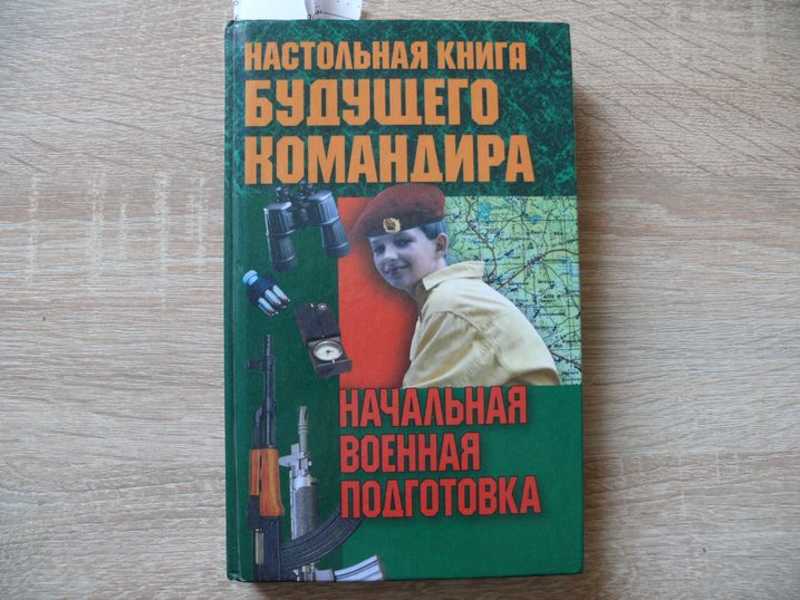 НАСТОЛЬНАЯ КНИГА
БУДУЩЕГО
КОМАНДИРА
НАЧАЛЬНАЯ
ВОЕННАЯ
ПОДГОТОВКА